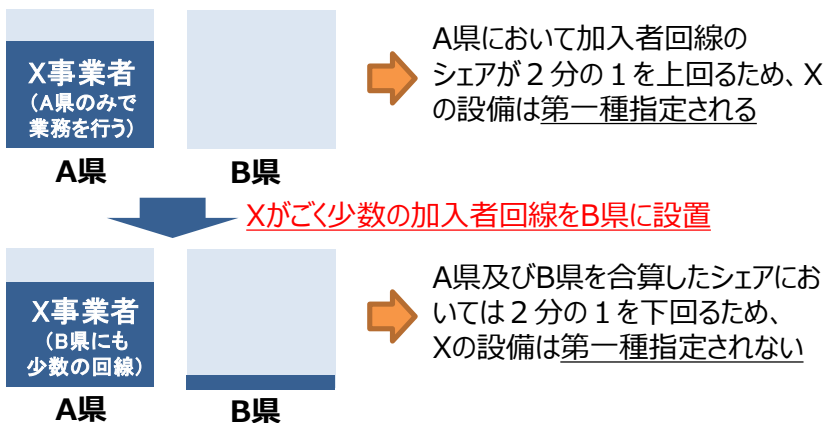 X事業者
(A県のみで
業務を行う)
A県
B県
A県において加入者回線の
シェアが２分の１を上回るため、X
の設備は第一種指定される
Xがごく少数の加入者回線をB県に設置
X事業者
(B県にも
少数の回線)
A県
B県
A県及びB県を合算したシェアにお
いては２分の１を下回るため、
Xの設備は第一種指定されない